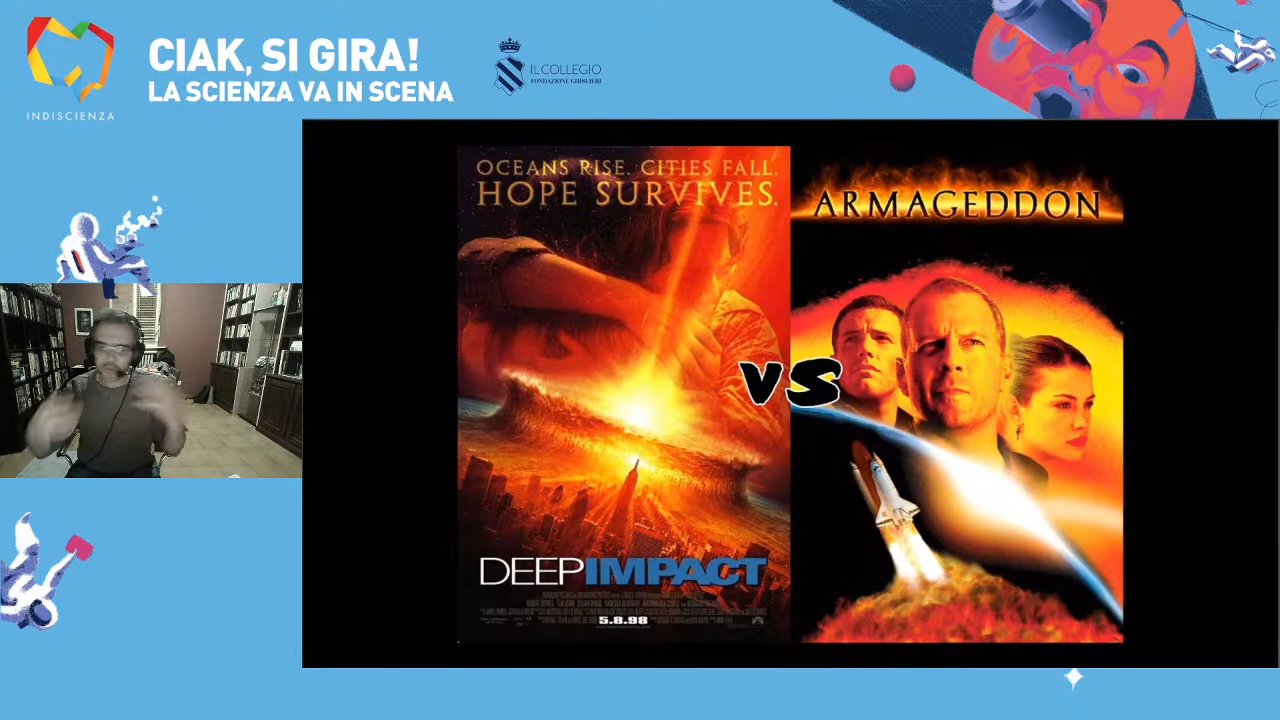 CIAK, SI GIRA!
LA SCIENZA VA IN SCENA
INDISCIENZA
IL COLLEGIO
FONDAZIONE GHISLIERI
OCEANS RISE. CITIES FALL.
HOPE SURVIVES.
DEEP IMPACT
5.8.98
VS
ARMAGEDDON